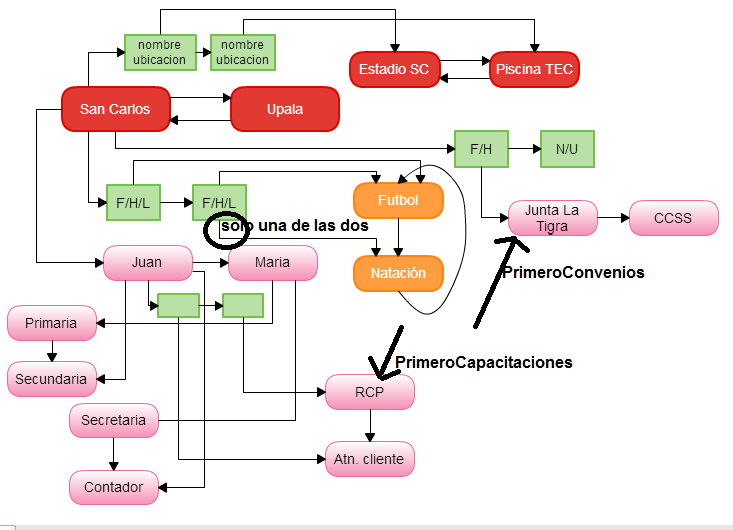 nombre
ubicacion
nombre
ubicacion
Estadio SC
Piscina TEC
San Carlos
Upala
F/H
N/U
F/H/L
F/H/L
Futbol
Junta La
Tigra
CCSS
solo una de las dos
Juan
Maria
Natación
PrimeroConvenios
Primaria
PrimeroCapacitaciones
Secundaria
RCP
Secretaria
Atn. cliente
Contador